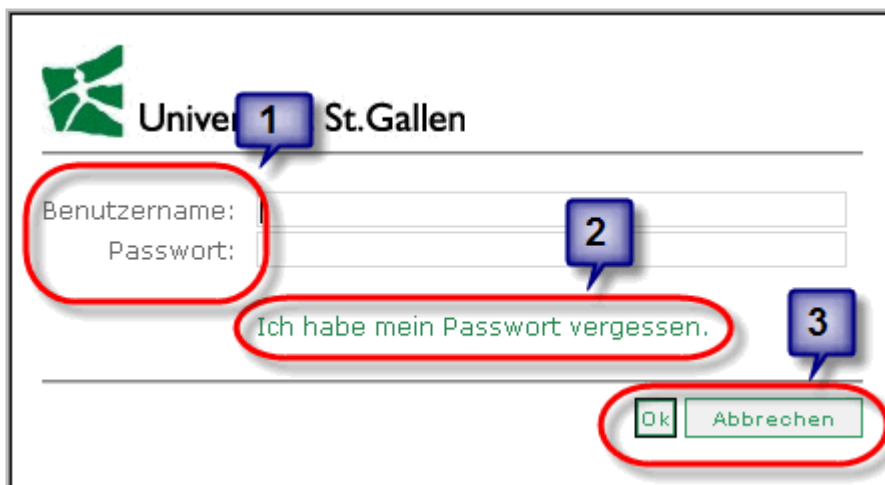 1
Univer St.Gallen
Benutzername:
Passwort:
2
Ich habe mein Passwort vergessen.
3
Ok Abbrechen